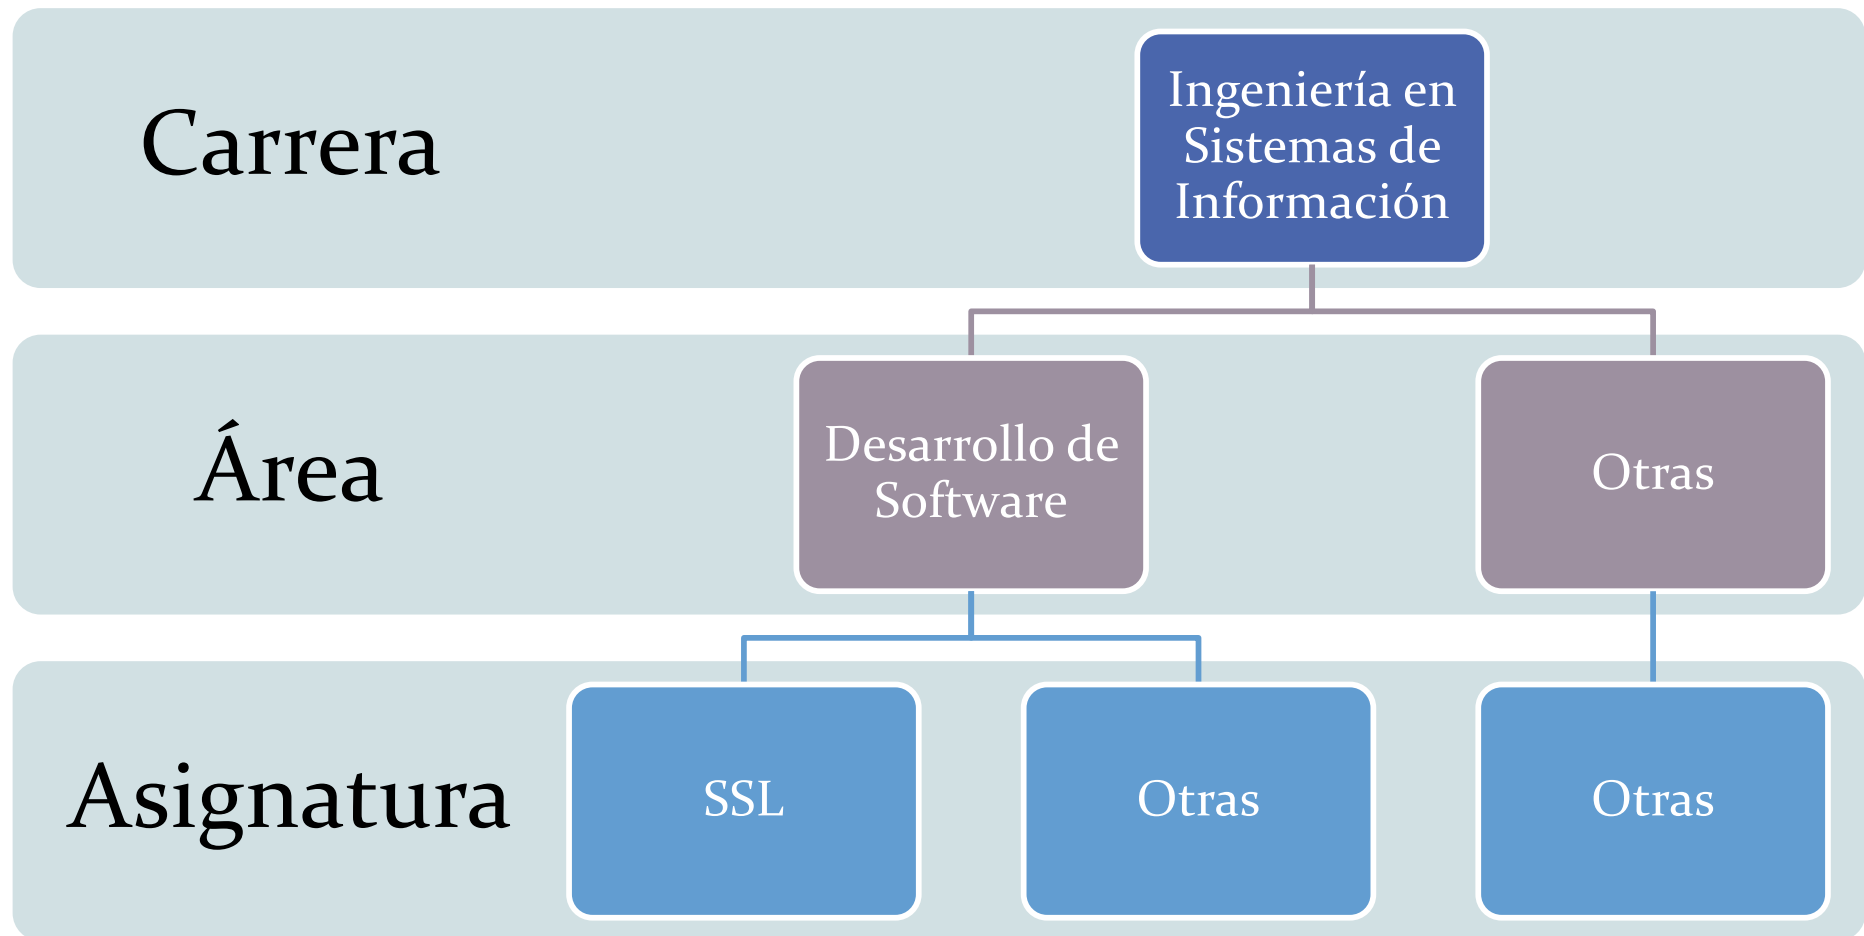 Carrera
Ingeniería en
Sistemas de
Información
Área
Desarrollo de
Software
Otras
Asignatura
SSL
Otras
Otras